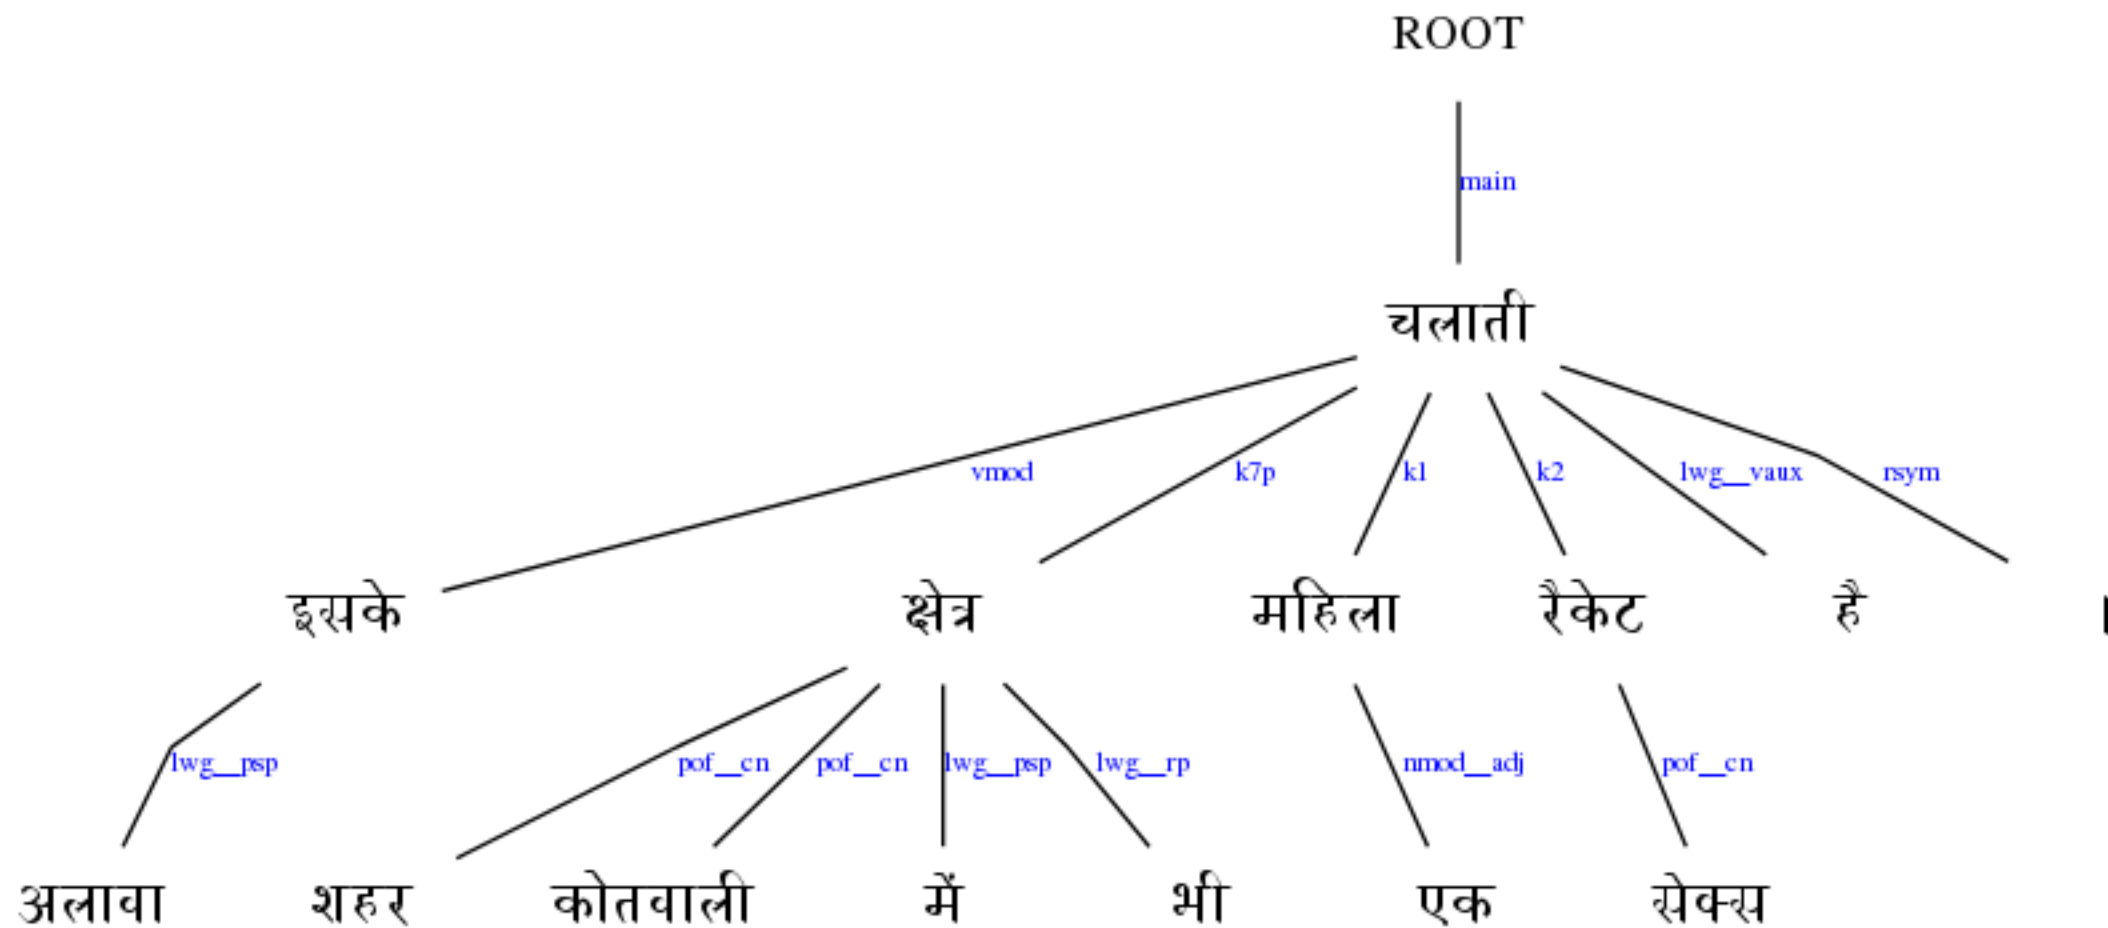 ROOT
main
चलाती
vmod k7p k1 k2 lwg__vaux rsym
इसके क्षेत्र महिला रैकेट है ।
lwg__psp pof__cn pof__cn lwg__psp lwg__rp nmod__adj pof__cn
अलावा शहर कोतवाली में भी एक सेक्स